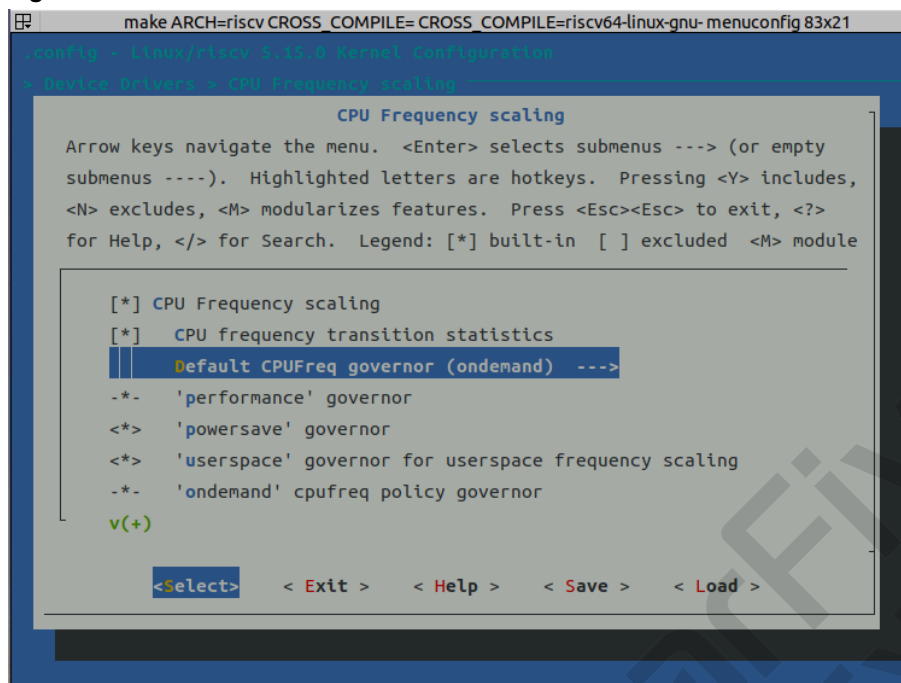 make ARCH=riscv CROSS_COMPILE= CROSS_COMPILE=riscv64-linux-gnu- menuconfig 83x21
.config - Linux/riscv 5.15.0 Kernel Configuration
> Device Drivers > CPU Frequency scaling
CPU Frequency scaling
Arrow keys navigate the menu.  <Enter> selects submenus ---> (or empty
submenus ----).  Highlighted letters are hotkeys.  Pressing <Y> includes,
<N> excludes, <M> modularizes features.  Press <Esc><Esc> to exit, <?>
for Help, </> for Search.  Legend: [*] built-in  [ ] excluded  <M> module
[*] CPU Frequency scaling
[*]   CPU frequency transition statistics
Default CPUFreq governor (ondemand)  --->
-*-   'performance' governor
<*>   'powersave' governor
<*>   'userspace' governor for userspace frequency scaling
-*-   'ondemand' cpufreq policy governor
v(+)
<Select>    < Exit >    < Help >    < Save >    < Load >